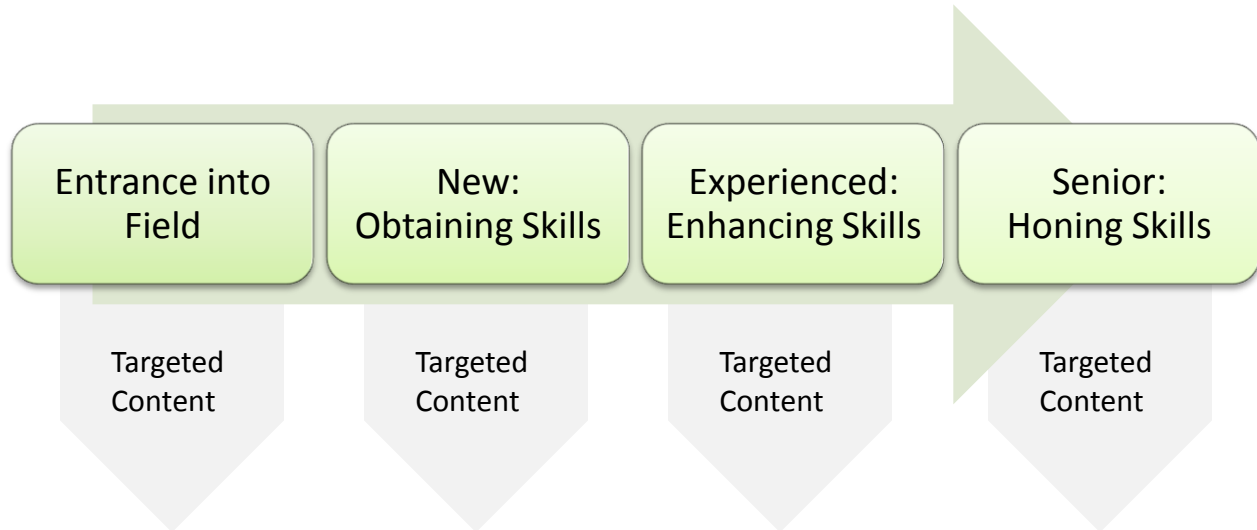 Entrance into
Field
New:
Obtaining Skills
Experienced:
Enhancing Skills
Senior:
Honing Skills
Targeted
Content
Targeted
Content
Targeted
Content
Targeted
Content